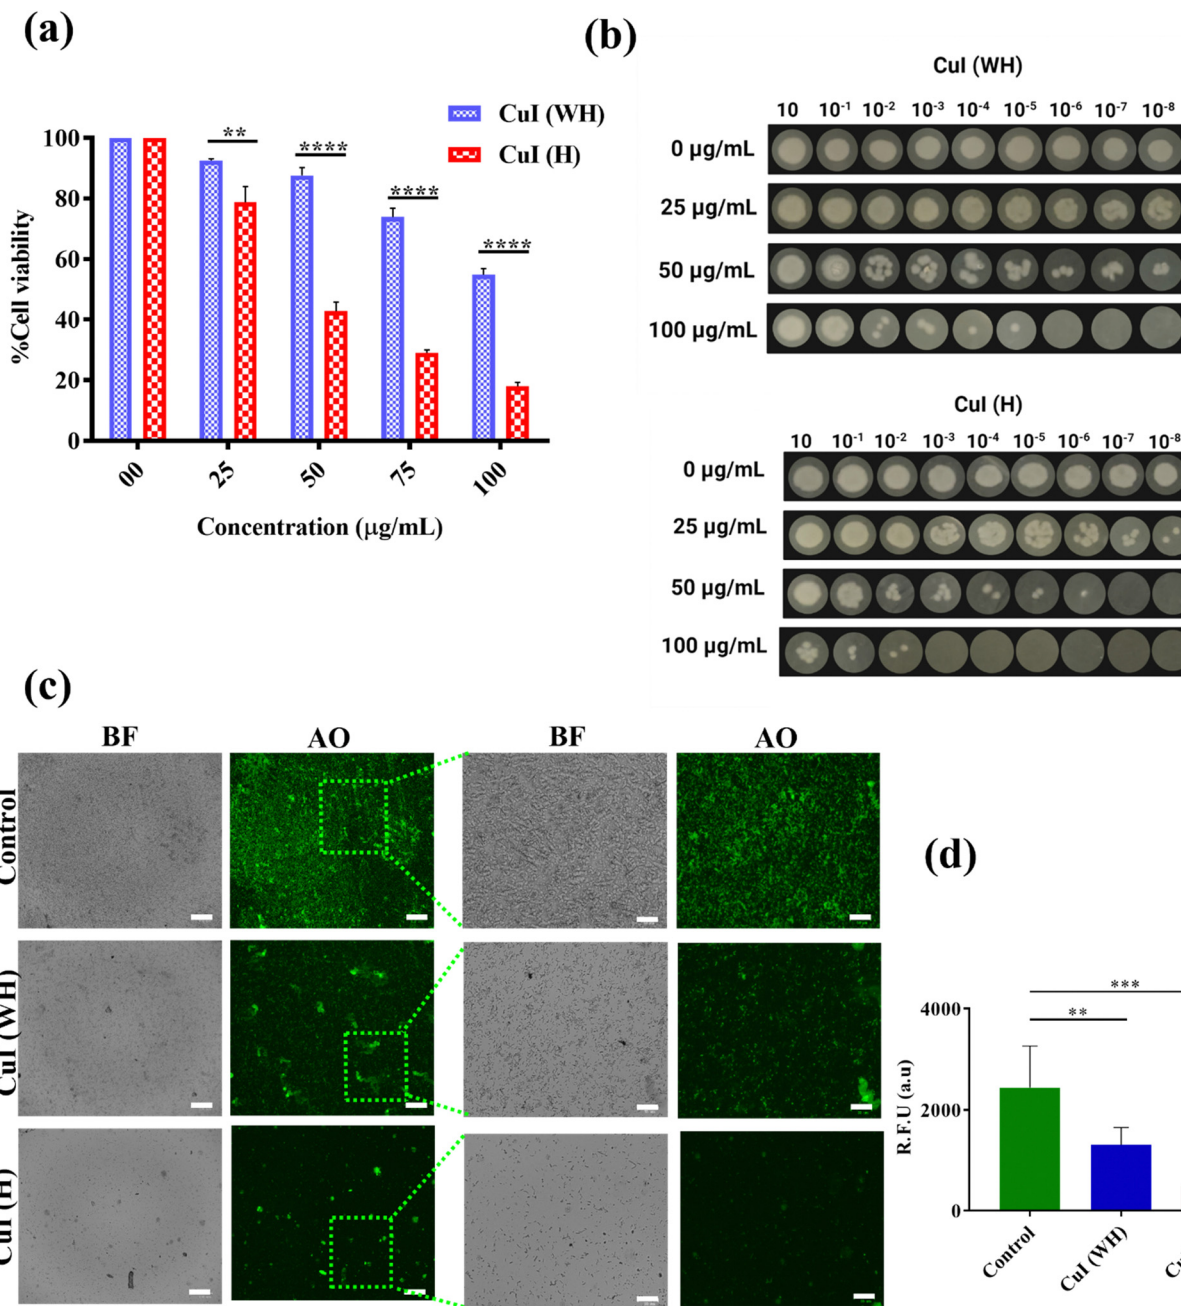 (a)
** **** **** ****
CuI (WH)
CuI (H)
%Cell viability
100
80
60
40
20
0
00 25 50 75 100
Concentration (μg/mL)
(b)
CuI (WH)
10 10⁻¹ 10⁻² 10⁻³ 10⁻⁴ 10⁻⁵ 10⁻⁶ 10⁻⁷ 10⁻⁸
0 μg/mL
25 μg/mL
50 μg/mL
100 μg/mL
CuI (H)
10 10⁻¹ 10⁻² 10⁻³ 10⁻⁴ 10⁻⁵ 10⁻⁶ 10⁻⁷ 10⁻⁸
0 μg/mL
25 μg/mL
50 μg/mL
100 μg/mL
(c)
BF AO BF AO
Control
CuI (WH)
CuI (H)
(d)
***
**
R.F.U (a.u)
4000
2000
0
Control CuI (WH)